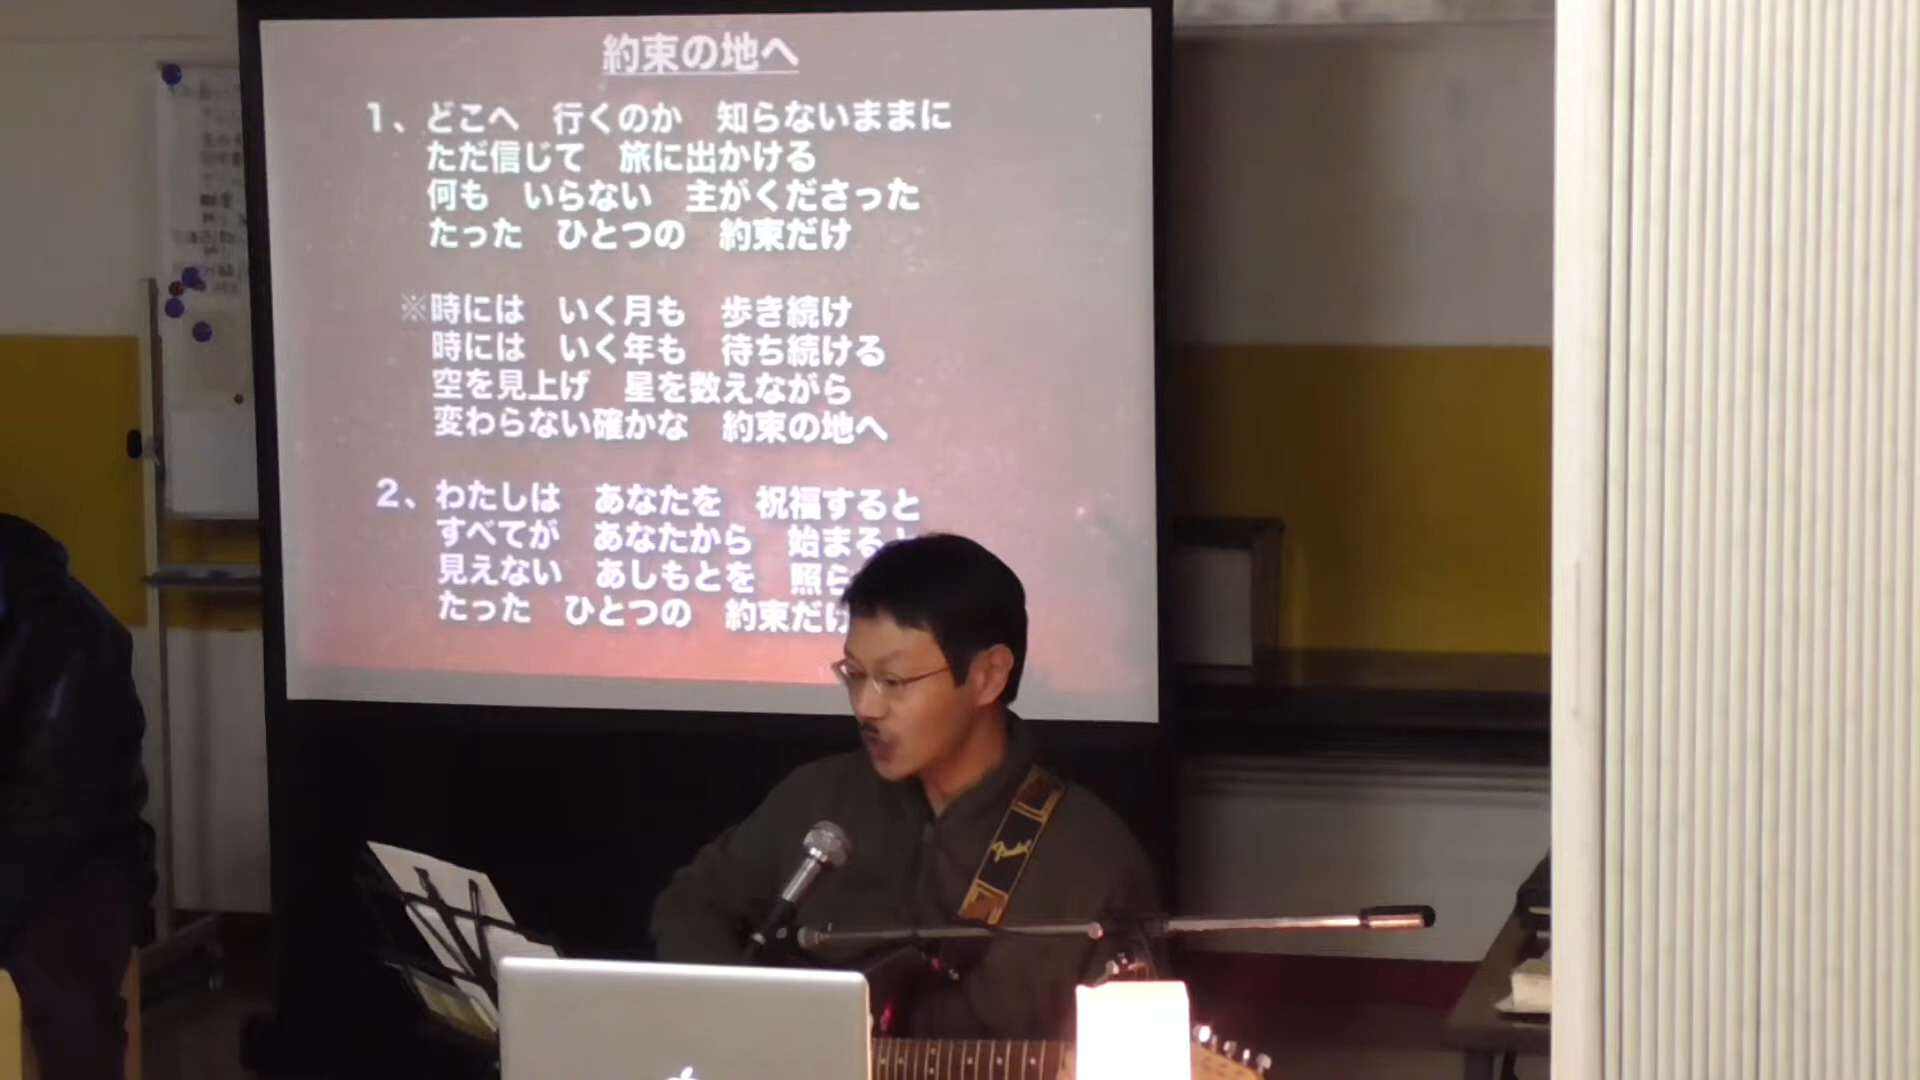 約束の地へ
1、どこへ 行くのか 知らないままに
ただ信じて 旅に出かける
何も いらない 主がくださった
たった ひとつの 約束だけ
※時には いく月も 歩き続け
時には いく年も 待ち続ける
空を見上げ 星を数えながら
変わらない確かな 約束の地へ
2、わたしは あなたを 祝福すると
すべてが あなたから 始まると
見えない あしもとを 照ら
たった ひとつの 約束だけ
Fender